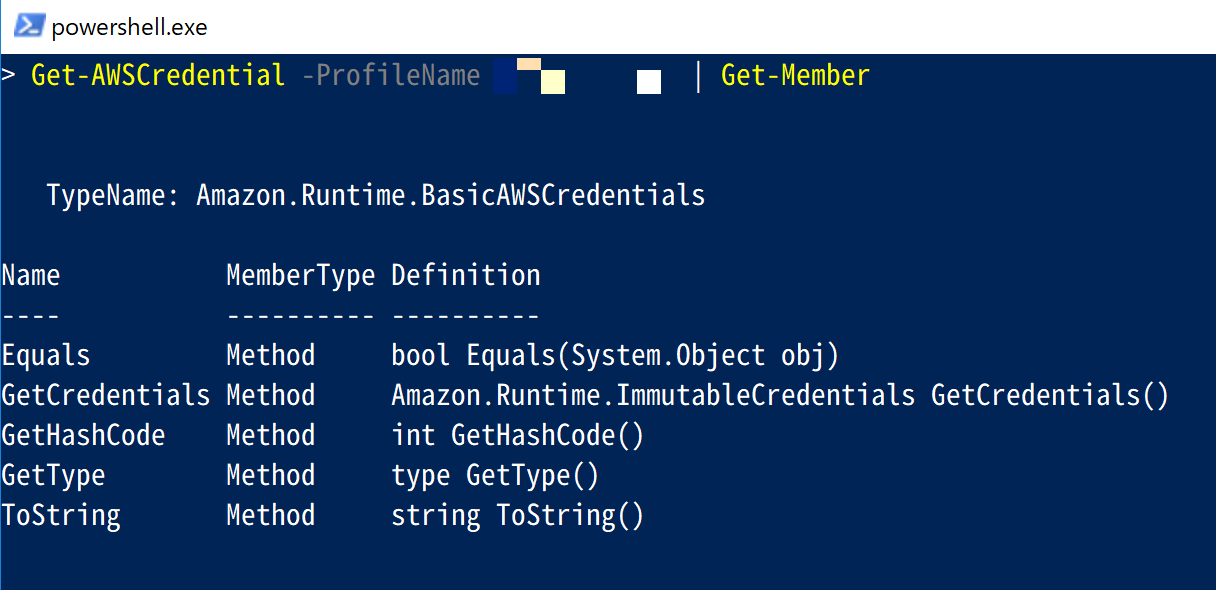 powershell.exe
> Get-AWSCredential -ProfileName | Get-Member
TypeName: Amazon.Runtime.BasicAWSCredentials
Name MemberType Definition
---- ---------- ----------
Equals Method bool Equals(System.Object obj)
GetCredentials Method Amazon.Runtime.ImmutableCredentials GetCredentials()
GetHashCode Method int GetHashCode()
GetType Method type GetType()
ToString Method string ToString()